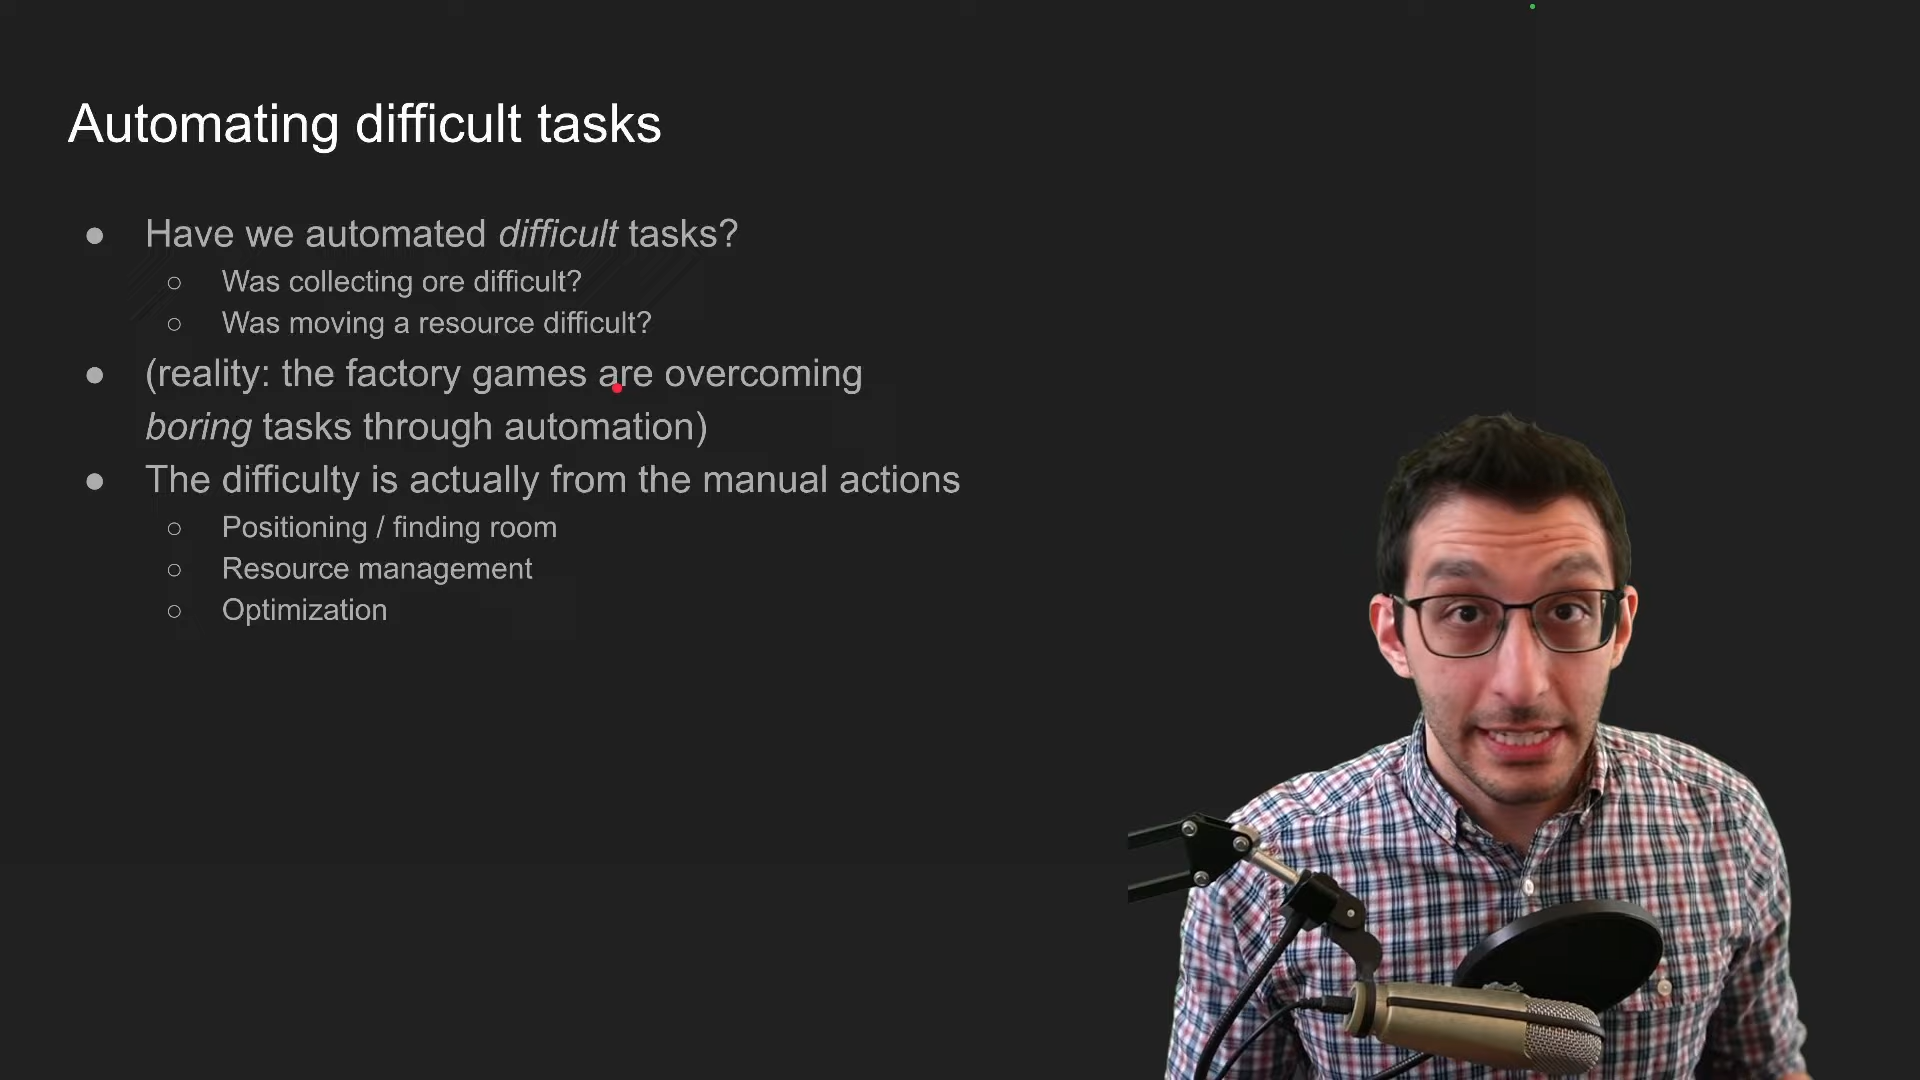 Automating difficult tasks
● Have we automated difficult tasks?
○ Was collecting ore difficult?
○ Was moving a resource difficult?
● (reality: the factory games are overcoming
boring tasks through automation)
● The difficulty is actually from the manual actions
○ Positioning / finding room
○ Resource management
○ Optimization